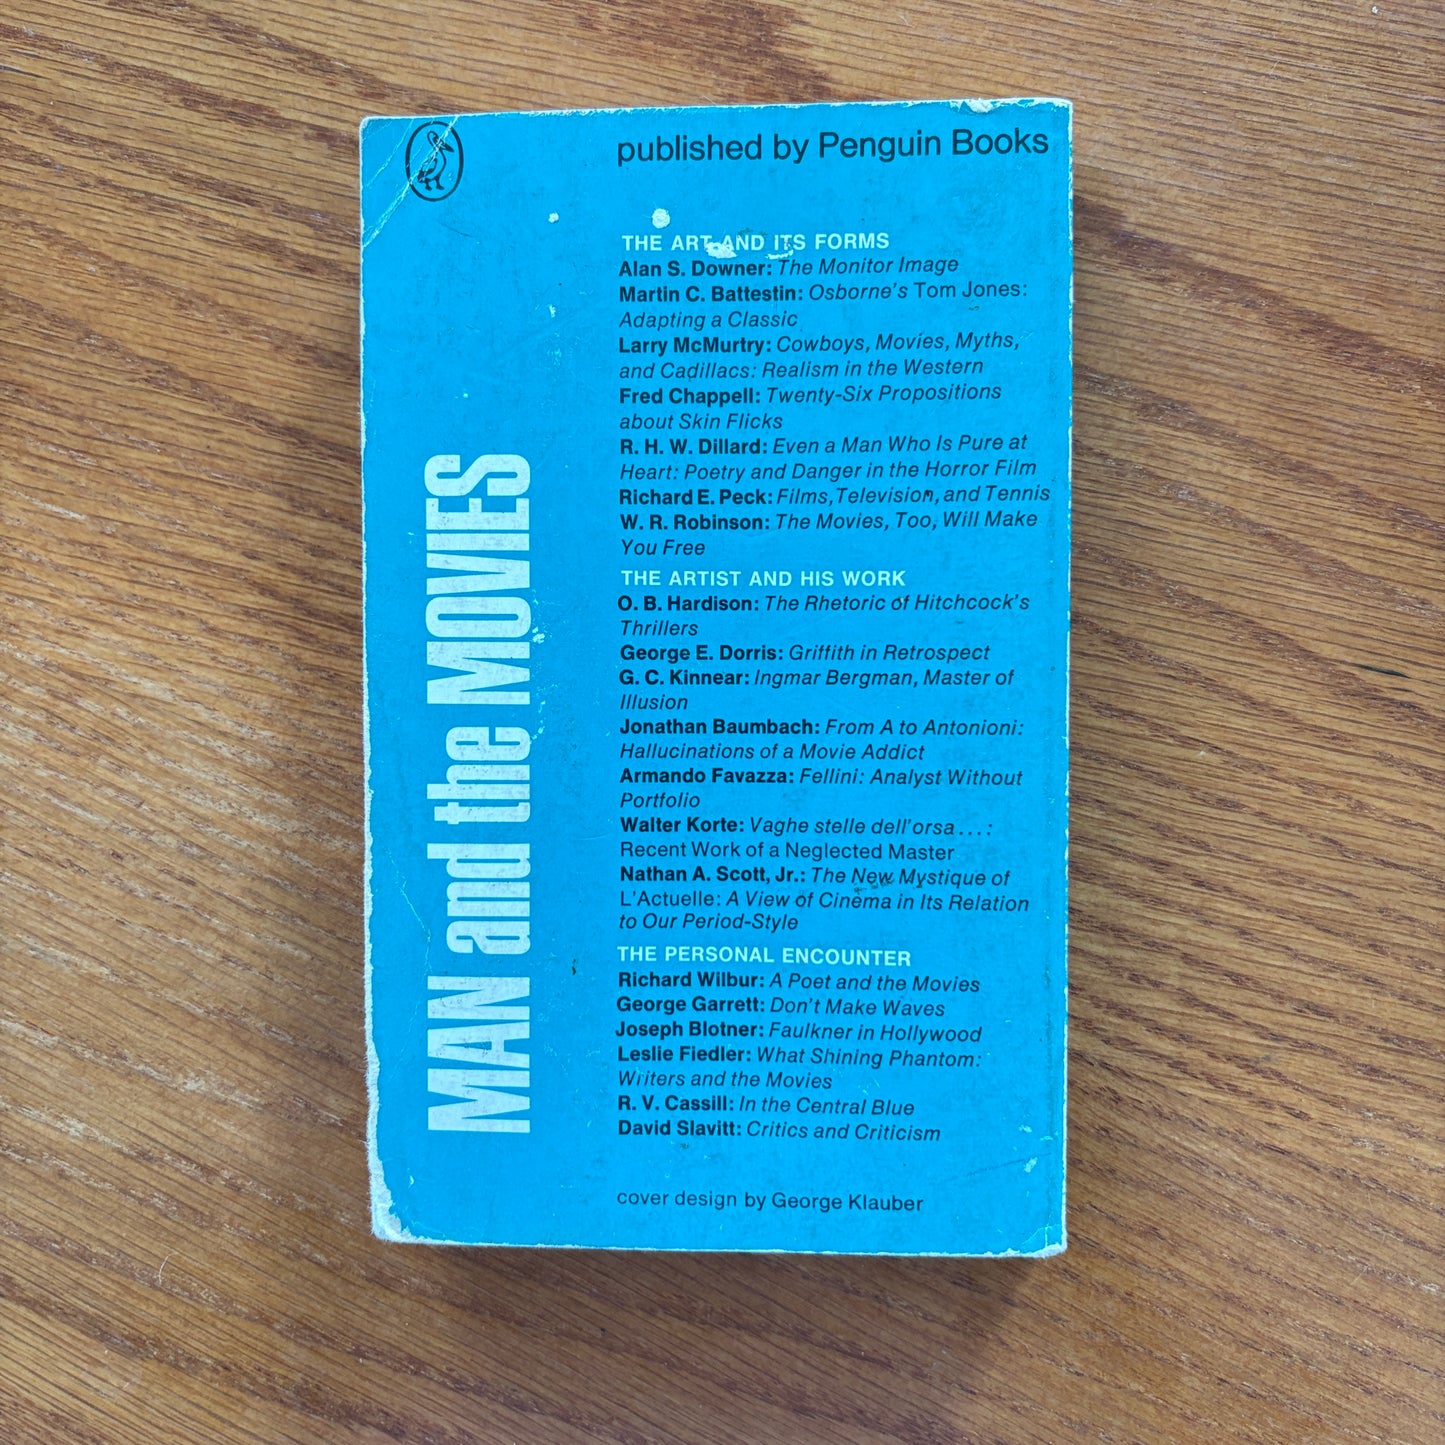 published by Penguin Books
THE ART AND ITS FORMS
Alan S. Downer: The Monitor Image
Martin C. Battestin: Osborne's Tom Jones:
Adapting a Classic
Larry McMurtry: Cowboys, Movies, Myths,
and Cadillacs: Realism in the Western
Fred Chappell: Twenty-Six Propositions
about Skin Flicks
R. H. W. Dillard: Even a Man Who Is Pure at
Heart: Poetry and Danger in the Horror Film
Richard E. Peck: Films, Television, and Tennis
W. R. Robinson: The Movies, Too, Will Make
You Free
THE ARTIST AND HIS WORK
O. B. Hardison: The Rhetoric of Hitchcock's
Thrillers
George E. Dorris: Griffith in Retrospect
G. C. Kinnear: Ingmar Bergman, Master of
Illusion
Jonathan Baumbach: From A to Antonioni:
Hallucinations of a Movie Addict
Armando Favazza: Fellini: Analyst Without
Portfolio
Walter Korte: Vaghe stelle dell'orsa...:
Recent Work of a Neglected Master
Nathan A. Scott, Jr.: The New Mystique of
L'Actuelle: A View of Cinema in Its Relation
to Our Period-Style
THE PERSONAL ENCOUNTER
Richard Wilbur: A Poet and the Movies
George Garrett: Don't Make Waves
Joseph Blotner: Faulkner in Hollywood
Leslie Fiedler: What Shining Phantom:
Writers and the Movies
R. V. Cassill: In the Central Blue
David Slavitt: Critics and Criticism
cover design by George Klauber
MAN and the MOVIES